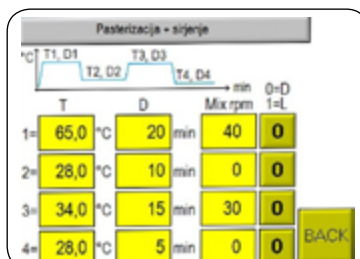 Pasterizacija + sirjenje
°C T1, D1 T3, D3
T2, D2 T4, D4
min 0=D
T D Mix rpm 1=L
1= 65,0 °C 20 min 40 0
2= 28,0 °C 10 min 0 0
3= 34,0 °C 15 min 30 0
BACK
4= 28,0 °C 5 min 0 0